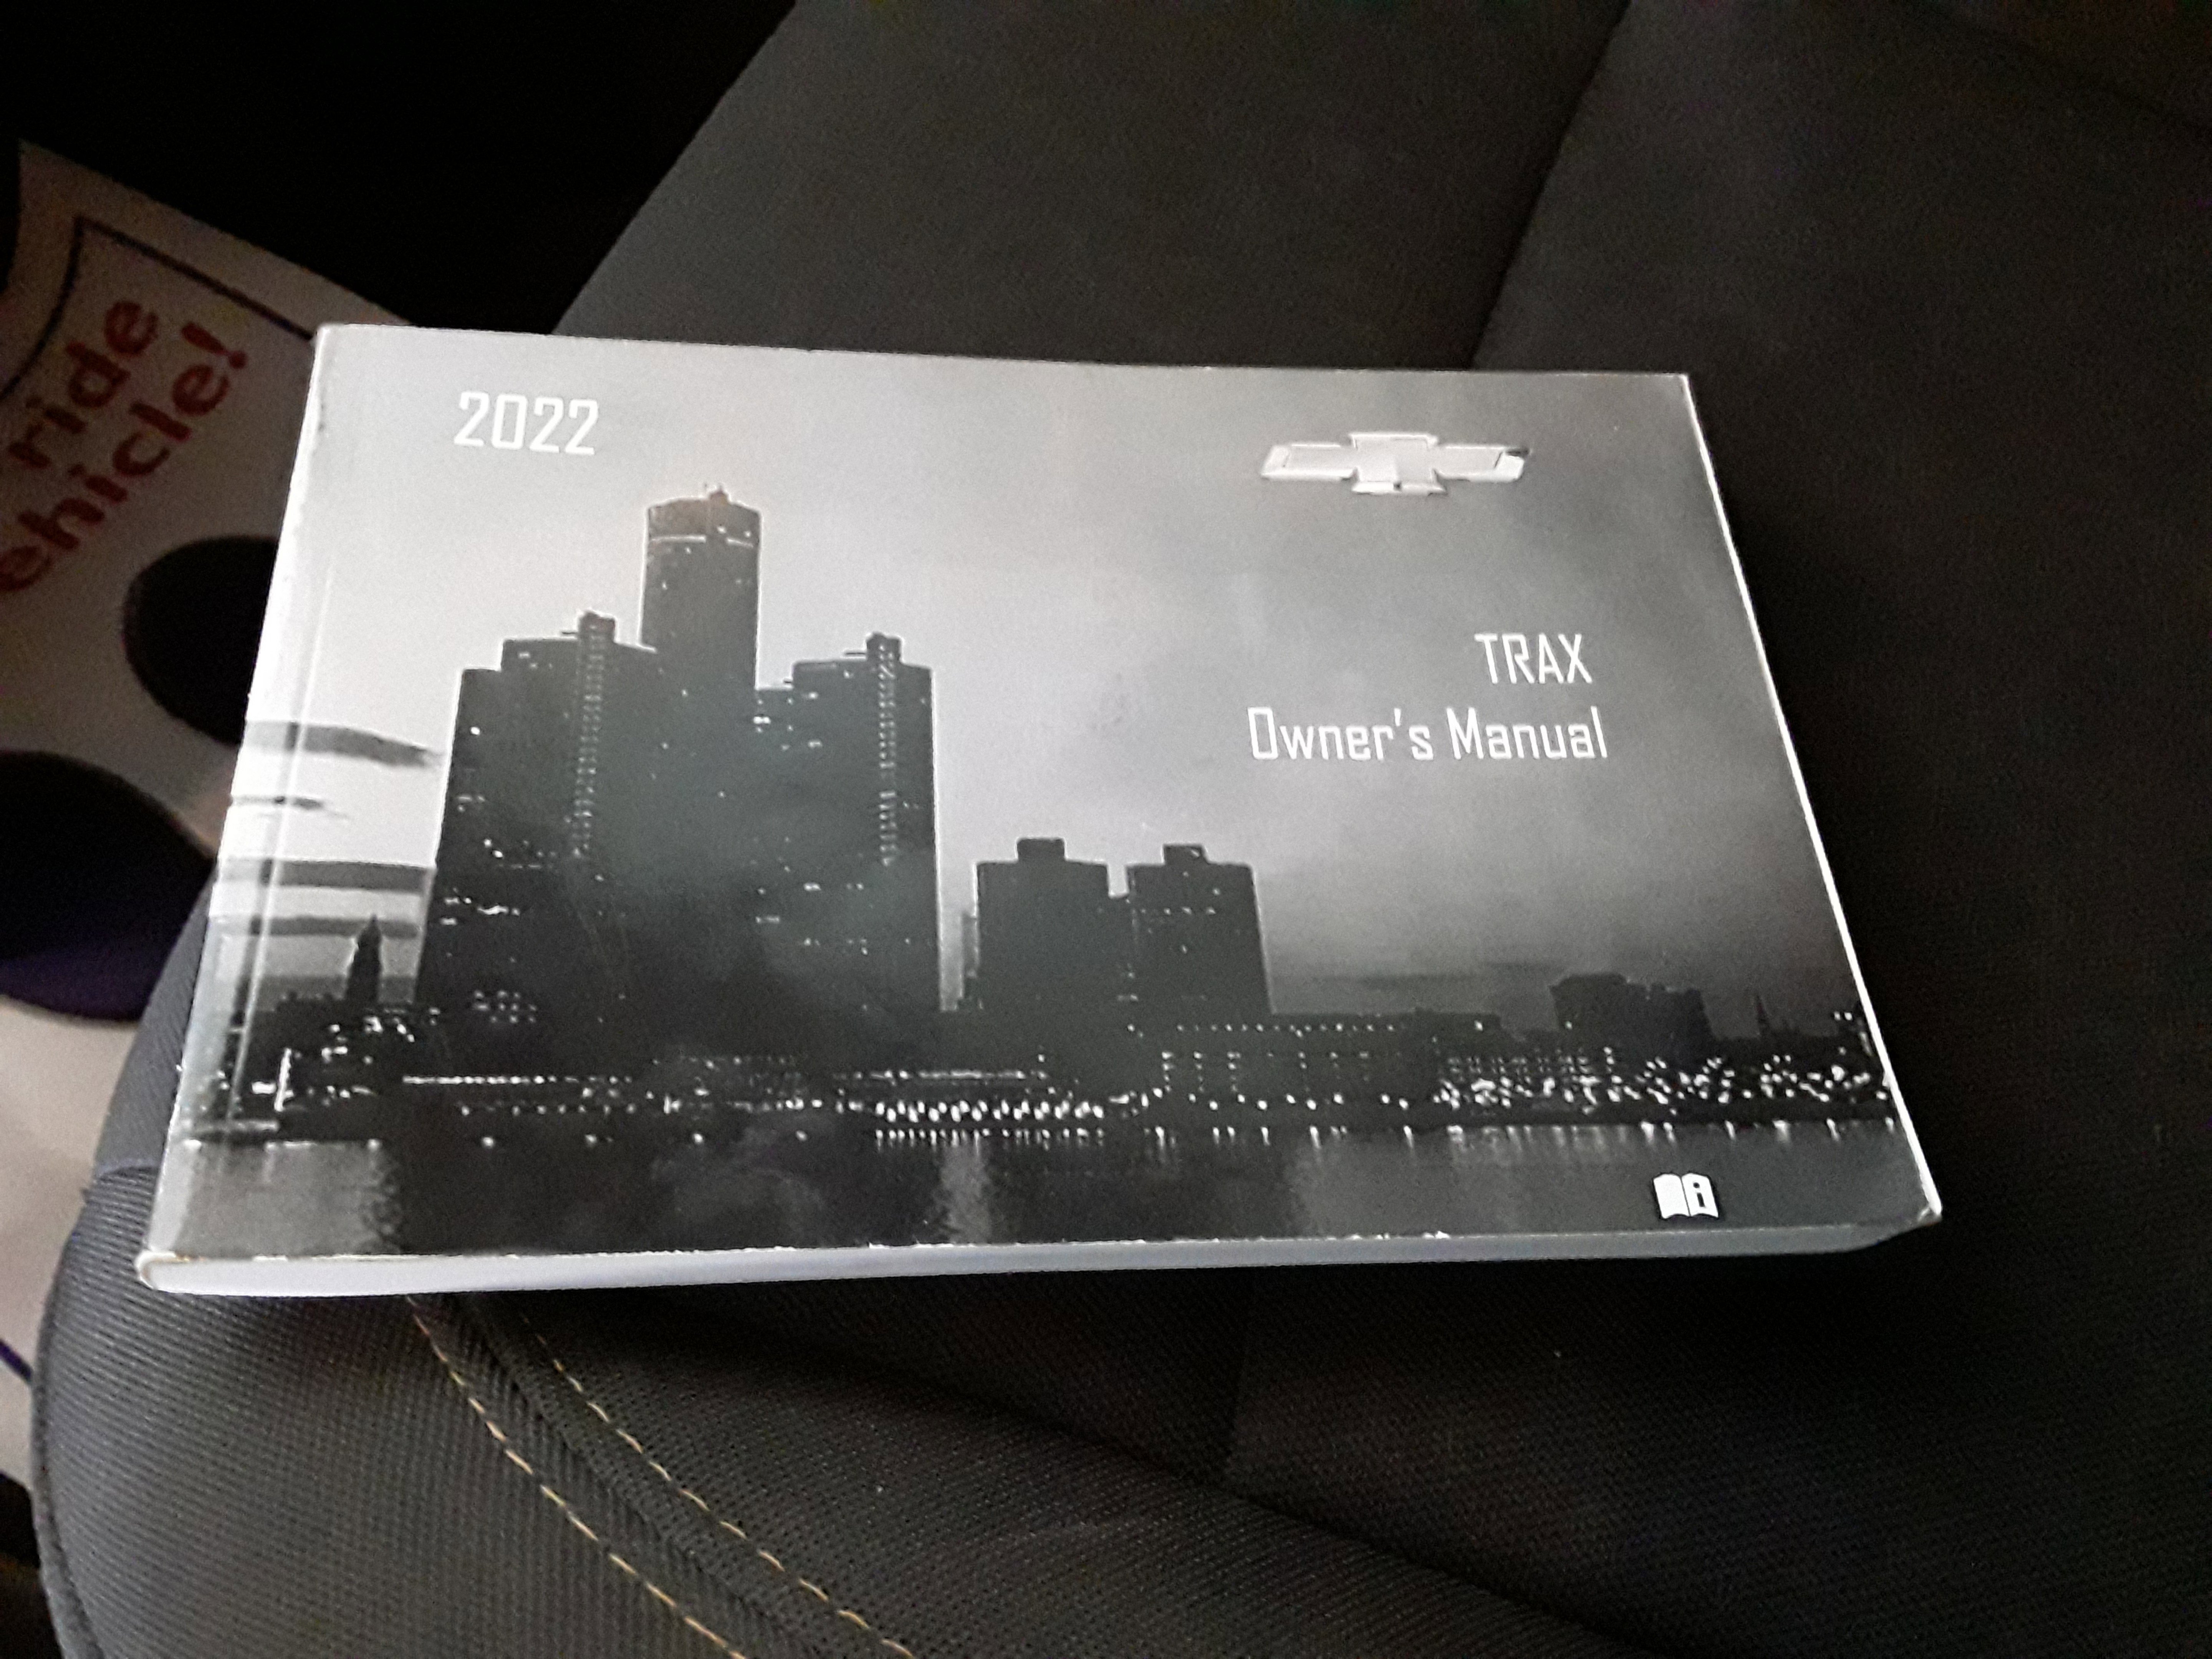 ride
ehicle!
2022
TRAX
Owner's Manual